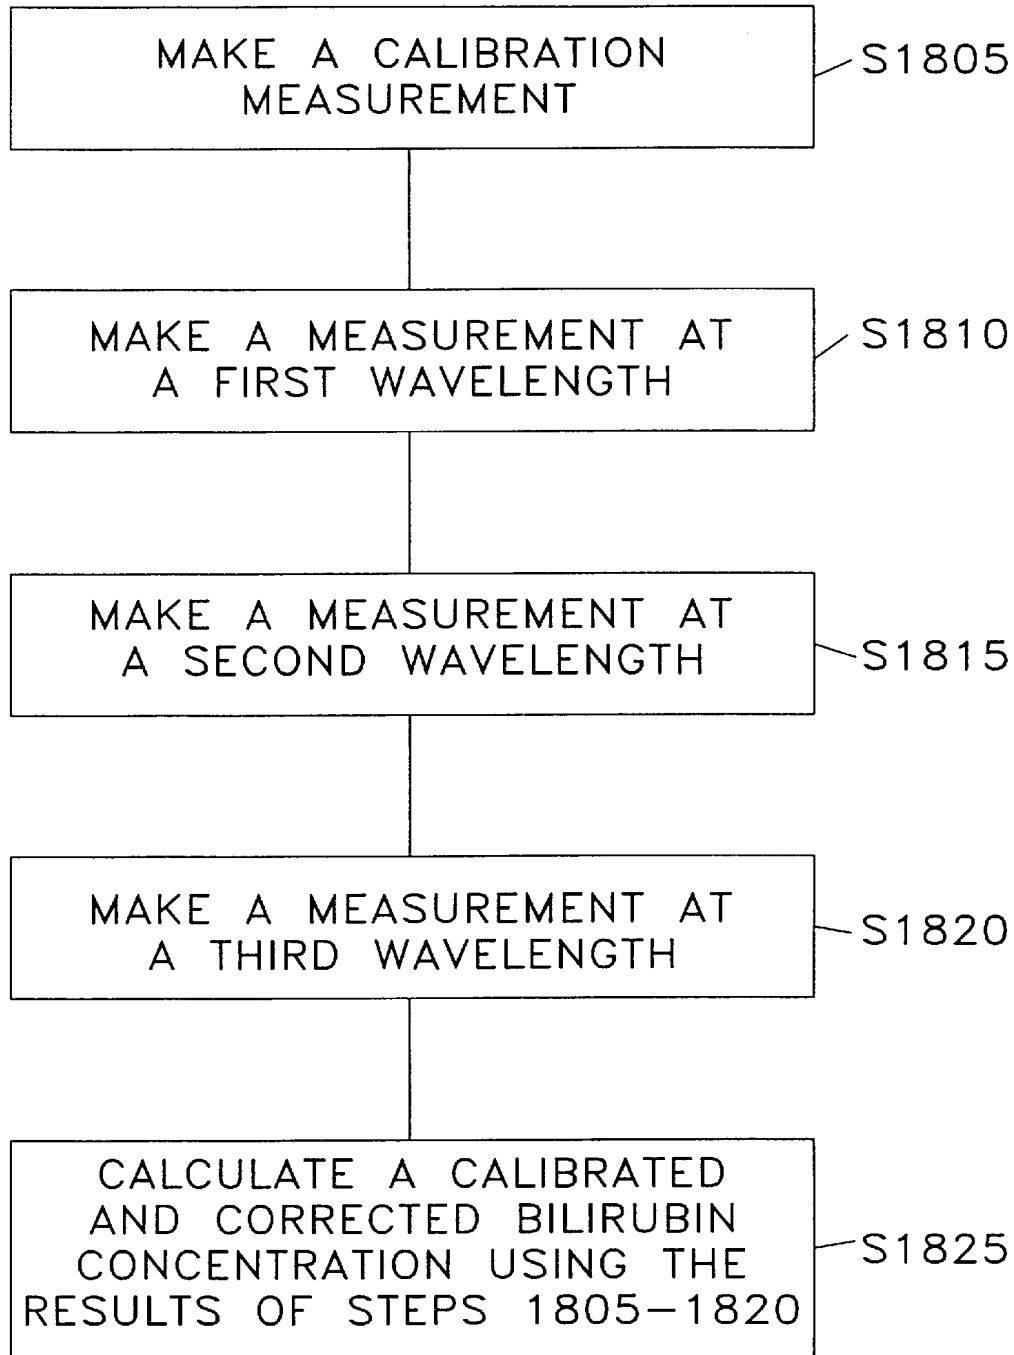 MAKE A CALIBRATION
MEASUREMENT
S1805
MAKE A MEASUREMENT AT
A FIRST WAVELENGTH
S1810
MAKE A MEASUREMENT AT
A SECOND WAVELENGTH
S1815
MAKE A MEASUREMENT AT
A THIRD WAVELENGTH
S1820
CALCULATE A CALIBRATED
AND CORRECTED BILIRUBIN
CONCENTRATION USING THE
RESULTS OF STEPS 1805-1820
S1825